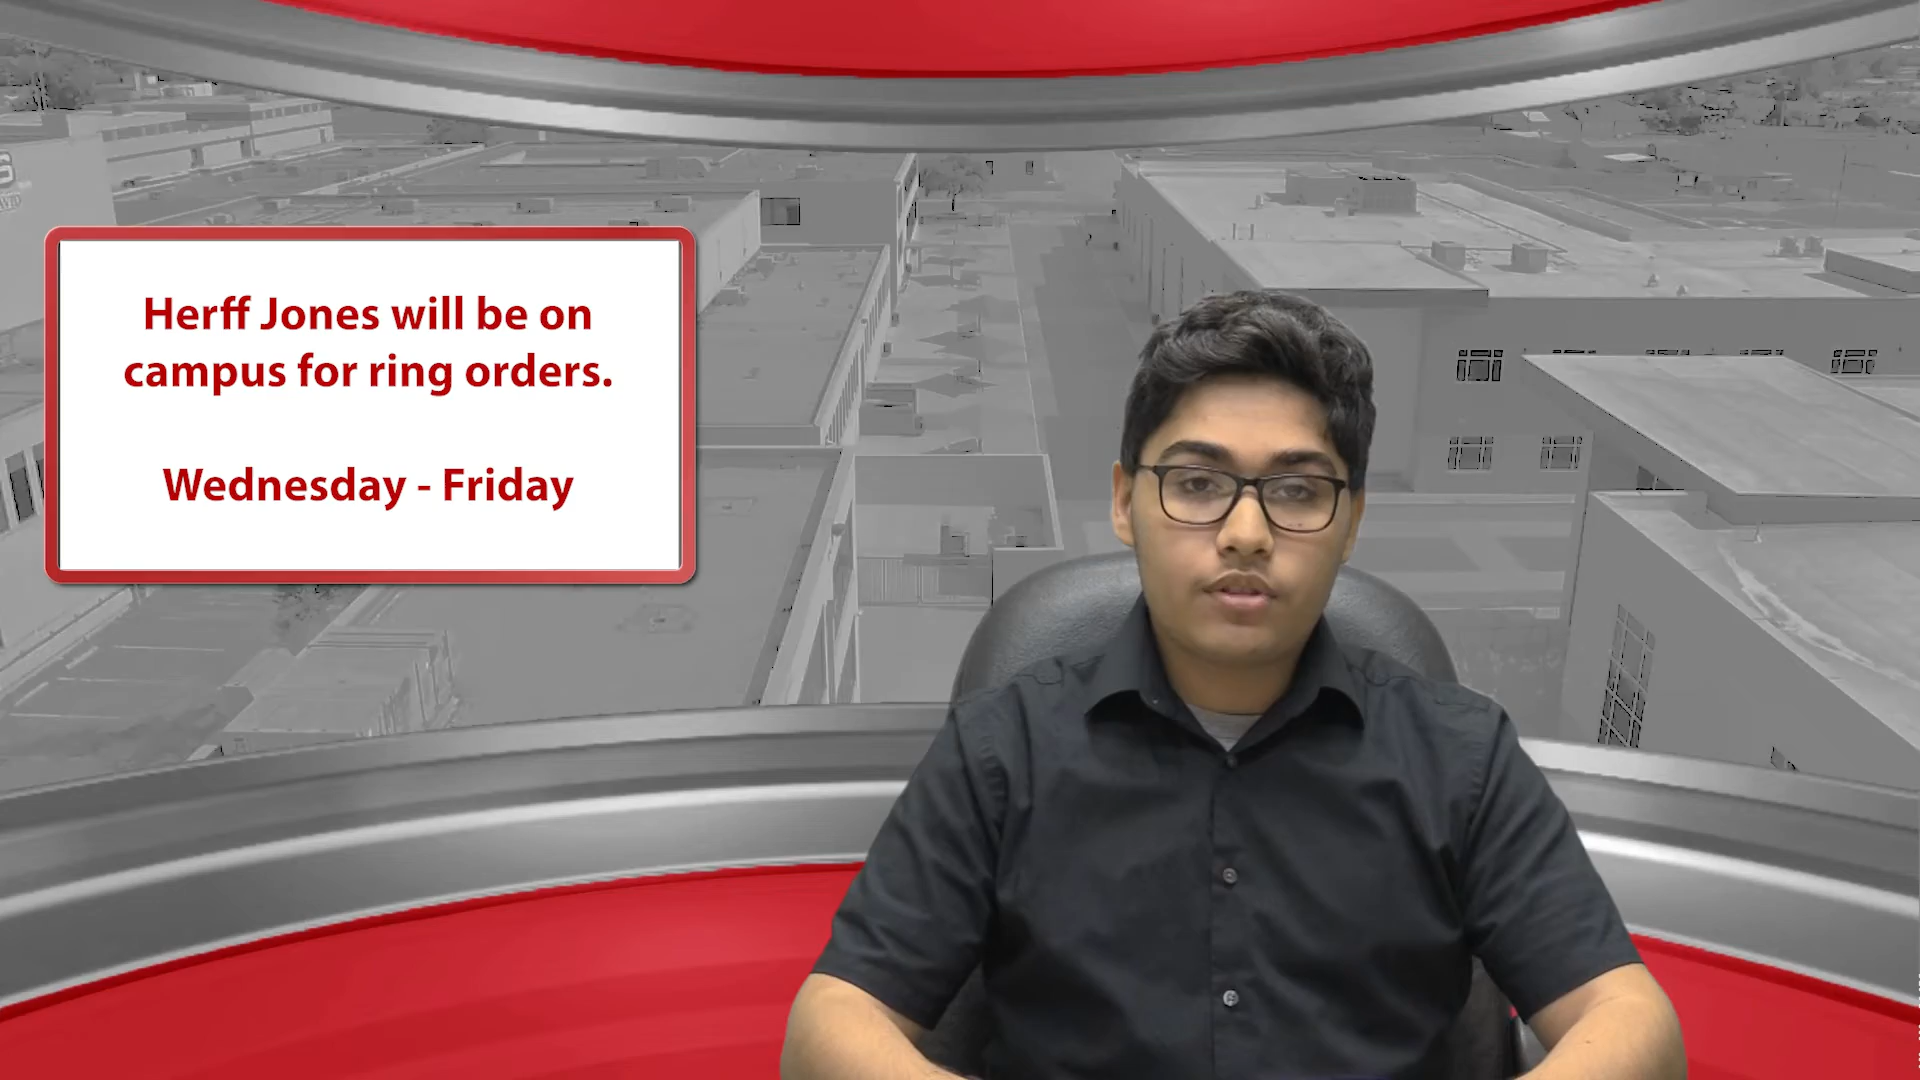 Herff Jones will be on
campus for ring orders.
Wednesday - Friday